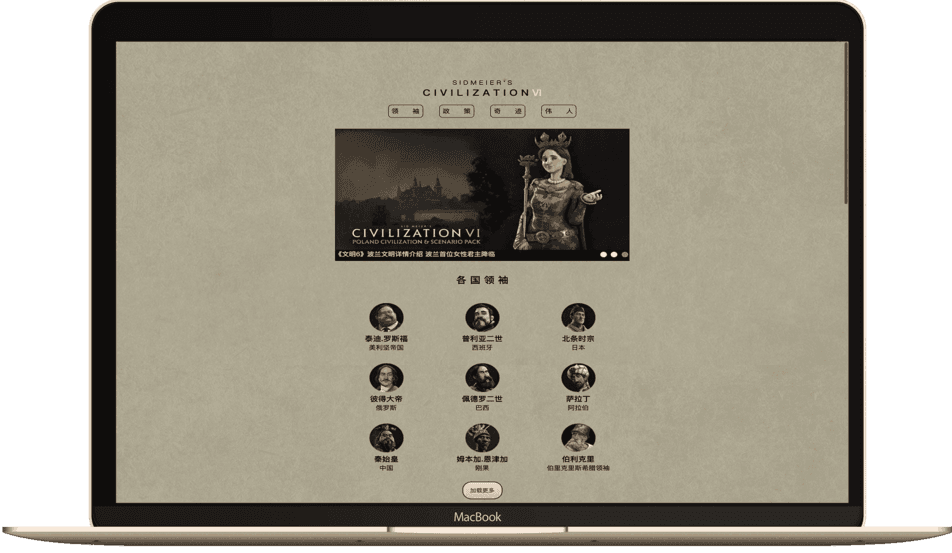 SIDMEIER'S
CIVILIZATION VI
领 袖
政 策
奇 迹
伟 人
SID MEIER'S
CIVILIZATION VI
POLAND CIVILIZATION & SCENARIO PACK
《文明6》波兰文明详情介绍 波兰首位女性君主降临
各国领袖
泰迪.罗斯福
美利坚帝国
普利亚二世
西班牙
北条时宗
日本
彼得大帝
俄罗斯
佩德罗二世
巴西
萨拉丁
阿拉伯
秦始皇
中国
姆本加.恩津加
刚果
伯利克里
伯里克里斯希腊领袖
加载更多
MacBook